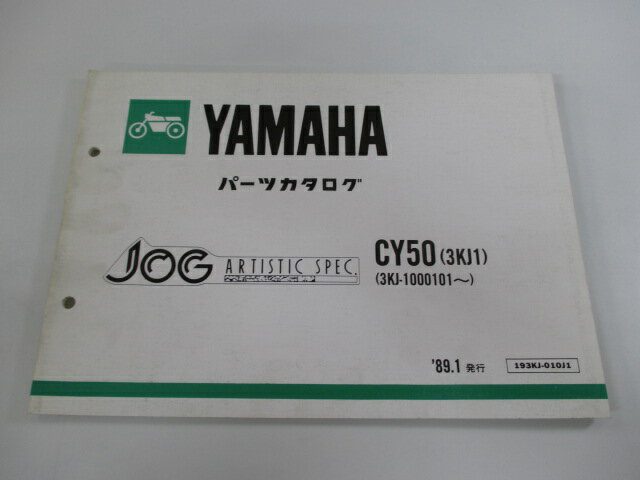 YAMAHA
パーツカタログ
JOG ARTISTIC SPEC.
CY50 (3KJ1)
(3KJ-1000101～)
'89.1 発行
193KJ-010J1